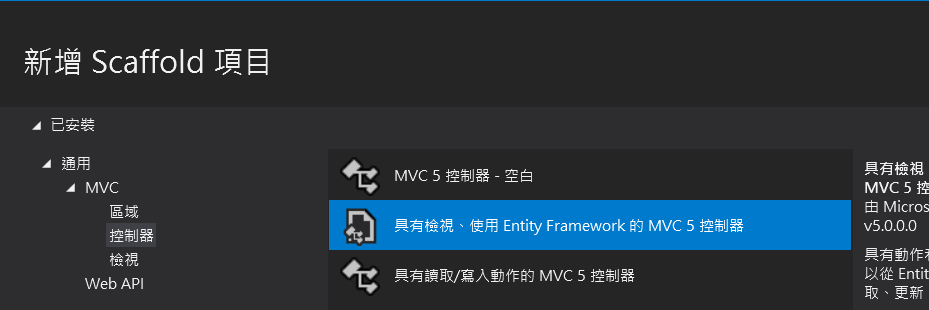 新增 Scaffold 項目
已安裝
通用
MVC
區域
控制器
檢視
Web API
MVC 5 控制器 - 空白
具有檢視、使用 Entity Framework 的 MVC 5 控制器
具有讀取/寫入動作的 MVC 5 控制器
具有檢視
MVC 5 控
由 Micros
v5.0.0.0
具有動作和
以從 Entit
取、更新